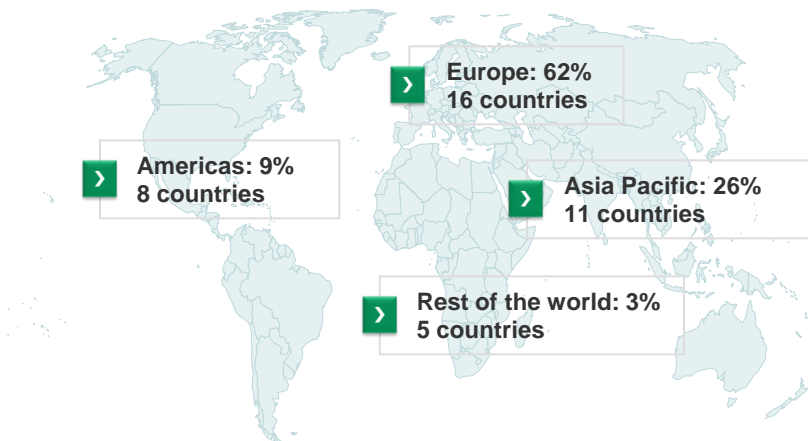 Europe: 62%
16 countries
Americas: 9%
8 countries
Asia Pacific: 26%
11 countries
Rest of the world: 3%
5 countries